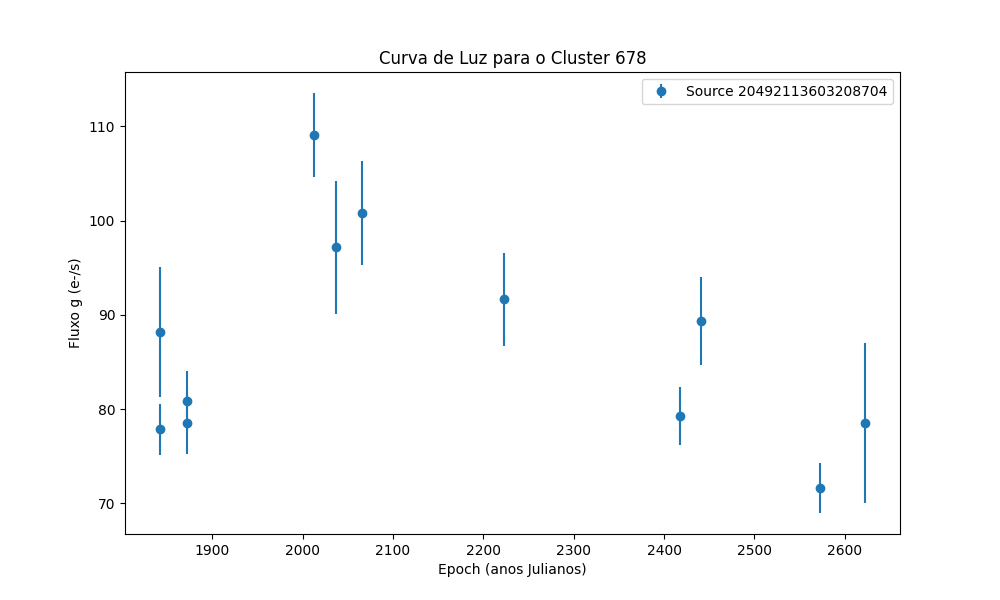 Curva de Luz para o Cluster 678
Source 20492113603208704
Fluxo g (e-/s)
110
100
90
80
70
1900 2000 2100 2200 2300 2400 2500 2600
Epoch (anos Julianos)